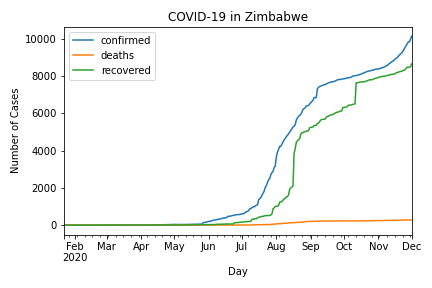 COVID-19 in Zimbabwe
confirmed
deaths
recovered
Number of Cases
10000
8000
6000
4000
2000
0
Feb Mar Apr May Jun Jul Aug Sep Oct Nov Dec
2020
Day